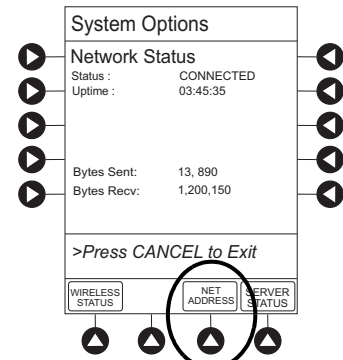 System Options
Network Status
Status : CONNECTED
Uptime : 03:45:35
Bytes Sent: 13, 890
Bytes Recv: 1,200,150
>Press CANCEL to Exit
WIRELESS STATUS
NET ADDRESS
SERVER STATUS